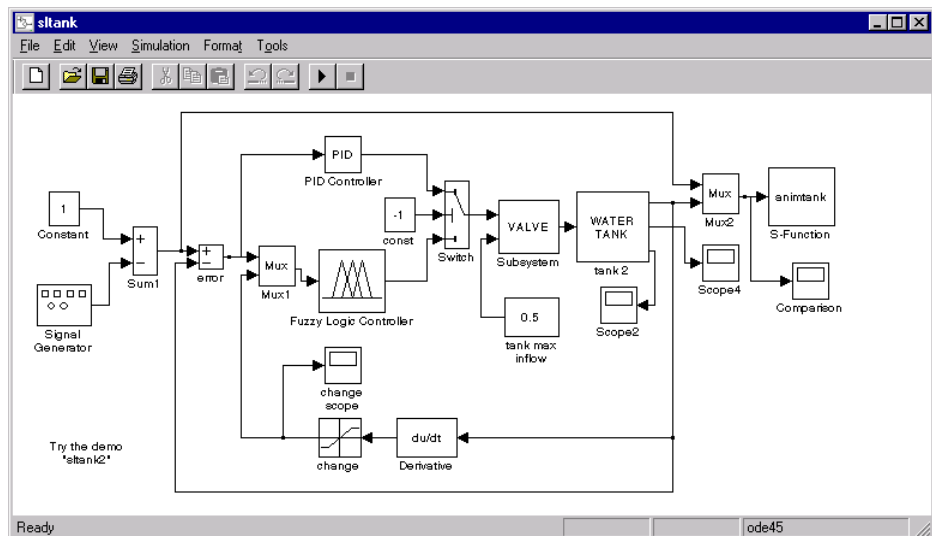 sltank
File Edit View Simulation Format Tools
PID
PID Controller
1
Constant
-1
const
Switch
VALVE
Subsystem
WATER
TANK
tank 2
Mux
Mux2
animtank
S-Function
+
−
Sum1
+
−
error
Mux
Mux1
Fuzzy Logic Controller
Signal
Generator
0.5
tank max
inflow
Scope2
Scope4
Comparison
change
scope
change
du/dt
Derivative
Try the demo
"sltank2"
Ready
ode45